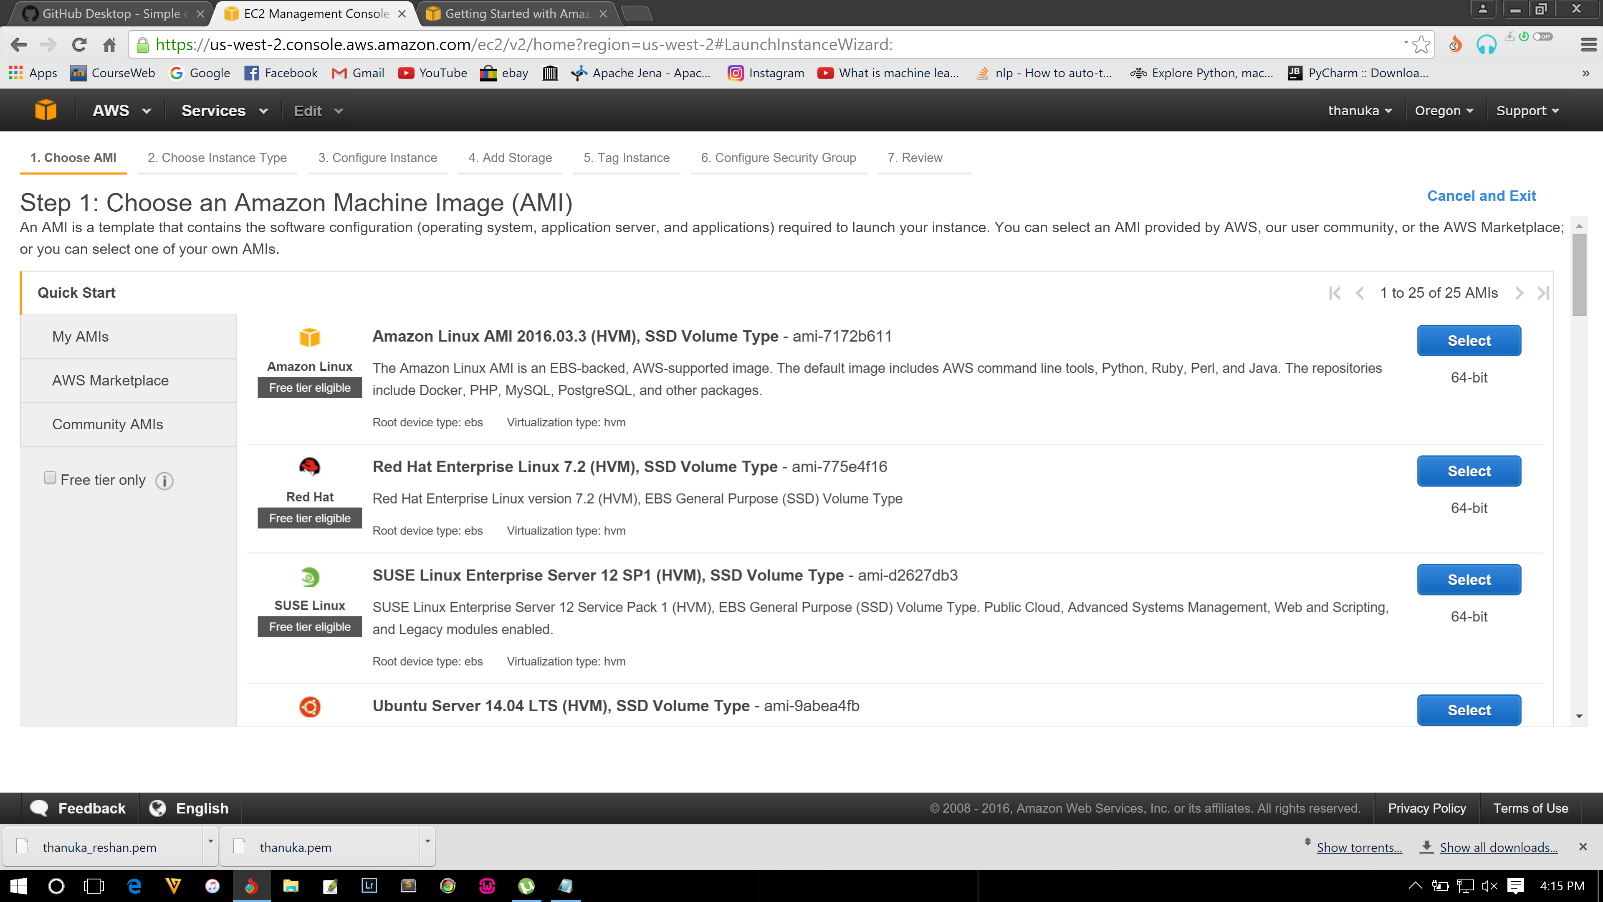 GitHub Desktop - Simple
EC2 Management Console
Getting Started with Amaz
https://us-west-2.console.aws.amazon.com/ec2/v2/home?region=us-west-2#LaunchInstanceWizard:
Off
Apps CourseWeb Google Facebook Gmail YouTube ebay Apache Jena - Apac... Instagram What is machine lea... nlp - How to auto-t... Explore Python, mac... PyCharm :: Downloa... »
AWS Services Edit thanuka Oregon Support
1. Choose AMI 2. Choose Instance Type 3. Configure Instance 4. Add Storage 5. Tag Instance 6. Configure Security Group 7. Review
Step 1: Choose an Amazon Machine Image (AMI)
Cancel and Exit
An AMI is a template that contains the software configuration (operating system, application server, and applications) required to launch your instance. You can select an AMI provided by AWS, our user community, or the AWS Marketplace;
or you can select one of your own AMIs.
Quick Start
1 to 25 of 25 AMIs
My AMIs
AWS Marketplace
Community AMIs
Free tier only
Amazon Linux
Free tier eligible
Amazon Linux AMI 2016.03.3 (HVM), SSD Volume Type - ami-7172b611
The Amazon Linux AMI is an EBS-backed, AWS-supported image. The default image includes AWS command line tools, Python, Ruby, Perl, and Java. The repositories
include Docker, PHP, MySQL, PostgreSQL, and other packages.
Root device type: ebs Virtualization type: hvm
Select
64-bit
Red Hat
Free tier eligible
Red Hat Enterprise Linux 7.2 (HVM), SSD Volume Type - ami-775e4f16
Red Hat Enterprise Linux version 7.2 (HVM), EBS General Purpose (SSD) Volume Type
Root device type: ebs Virtualization type: hvm
Select
64-bit
SUSE Linux
Free tier eligible
SUSE Linux Enterprise Server 12 SP1 (HVM), SSD Volume Type - ami-d2627db3
SUSE Linux Enterprise Server 12 Service Pack 1 (HVM), EBS General Purpose (SSD) Volume Type. Public Cloud, Advanced Systems Management, Web and Scripting,
and Legacy modules enabled.
Root device type: ebs Virtualization type: hvm
Select
64-bit
Ubuntu Server 14.04 LTS (HVM), SSD Volume Type - ami-9abea4fb
Select
Feedback English
© 2008 - 2016, Amazon Web Services, Inc. or its affiliates. All rights reserved. Privacy Policy Terms of Use
thanuka_reshan.pem thanuka.pem Show torrents... Show all downloads...
Lr
4:15 PM